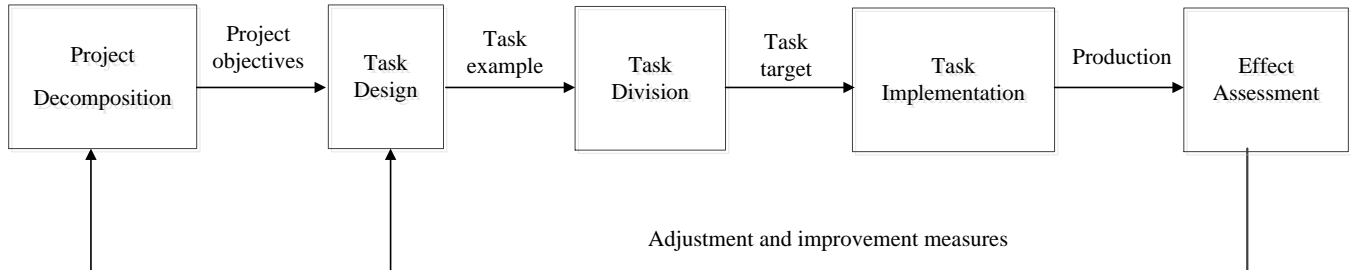 Project
Decomposition
Project
objectives
Task
Design
Task
example
Task
Division
Task
target
Task
Implementation
Production
Effect
Assessment
Adjustment and improvement measures